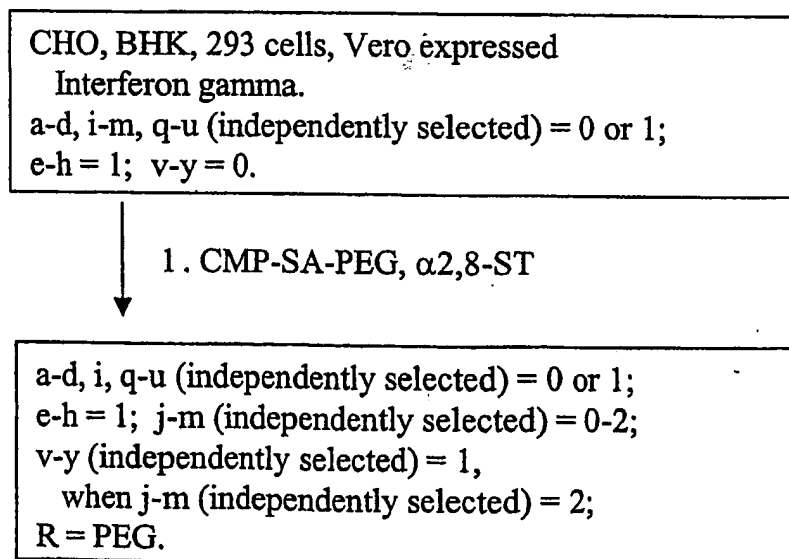 CHO, BHK, 293 cells, Vero expressed
Interferon gamma.
a-d, i-m, q-u (independently selected) = 0 or 1;
e-h = 1; v-y = 0.
1. CMP-SA-PEG, α2,8-ST
a-d, i, q-u (independently selected) = 0 or 1;
e-h = 1; j-m (independently selected) = 0-2;
v-y (independently selected) = 1,
when j-m (independently selected) = 2;
R = PEG.